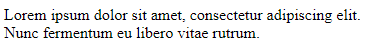 Lorem ipsum dolor sit amet, consectetur adipiscing elit.
Nunc fermentum eu libero vitae rutrum.